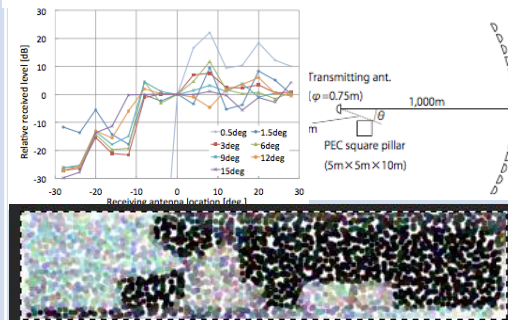 30
20
10
0
-10
-20
-30
-30
-20
-10
0
10
20
30
Relative received level [dB]
0.5deg
1.5deg
3deg
6deg
9deg
12deg
15deg
Receiving antenna location [deg.]
Transmitting ant.
(φ=0.75m)
1,000m
θ
m
PEC square pillar
(5m×5m×10m)